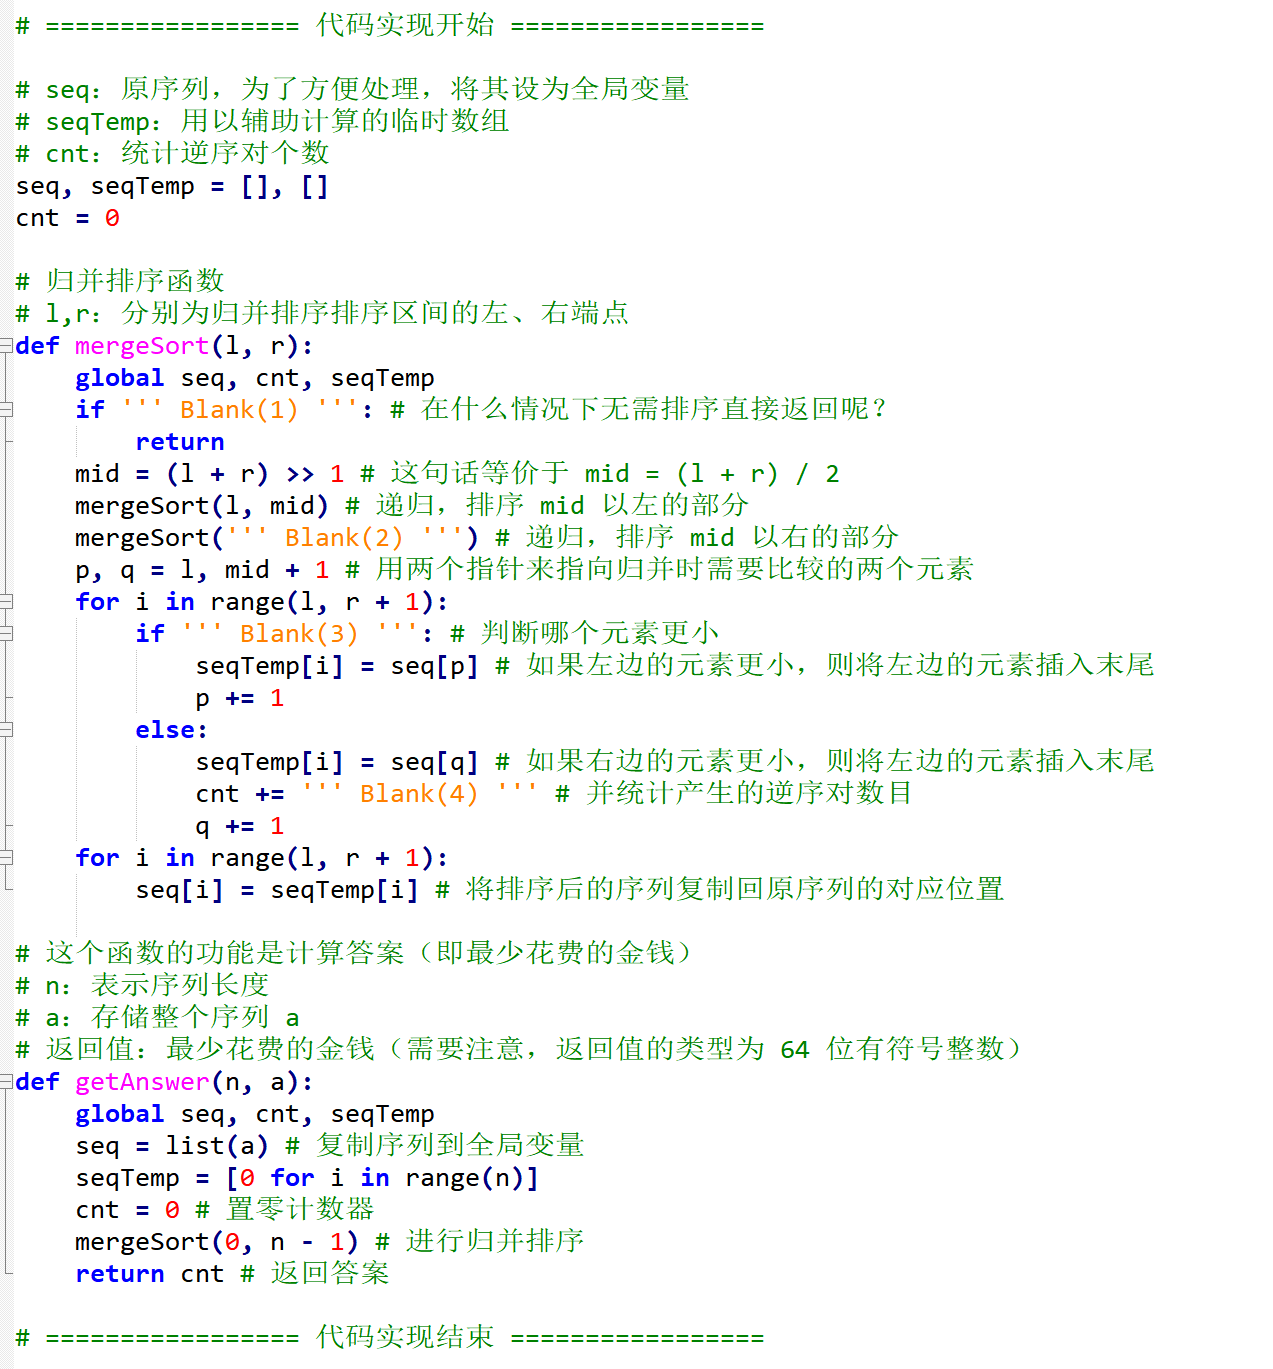 # ================= 代码实现开始 =================
# seq：原序列，为了方便处理，将其设为全局变量
# seqTemp：用以辅助计算的临时数组
# cnt：统计逆序对个数
seq, seqTemp = [], []
cnt = 0
# 归并排序函数
# l,r：分别为归并排序排序区间的左、右端点
def mergeSort(l, r):
    global seq, cnt, seqTemp
    if ''' Blank(1) ''': # 在什么情况下无需排序直接返回呢？
        return
    mid = (l + r) >> 1 # 这句话等价于 mid = (l + r) / 2
    mergeSort(l, mid) # 递归，排序 mid 以左的部分
    mergeSort(''' Blank(2) ''') # 递归，排序 mid 以右的部分
    p, q = l, mid + 1 # 用两个指针来指向归并时需要比较的两个元素
    for i in range(l, r + 1):
        if ''' Blank(3) ''': # 判断哪个元素更小
            seqTemp[i] = seq[p] # 如果左边的元素更小，则将左边的元素插入末尾
            p += 1
        else:
            seqTemp[i] = seq[q] # 如果右边的元素更小，则将左边的元素插入末尾
            cnt += ''' Blank(4) ''' # 并统计产生的逆序对数目
            q += 1
    for i in range(l, r + 1):
        seq[i] = seqTemp[i] # 将排序后的序列复制回原序列的对应位置
# 这个函数的功能是计算答案（即最少花费的金钱）
# n：表示序列长度
# a：存储整个序列 a
# 返回值：最少花费的金钱（需要注意，返回值的类型为 64 位有符号整数）
def getAnswer(n, a):
    global seq, cnt, seqTemp
    seq = list(a) # 复制序列到全局变量
    seqTemp = [0 for i in range(n)]
    cnt = 0 # 置零计数器
    mergeSort(0, n - 1) # 进行归并排序
    return cnt # 返回答案
# ================= 代码实现结束 =================